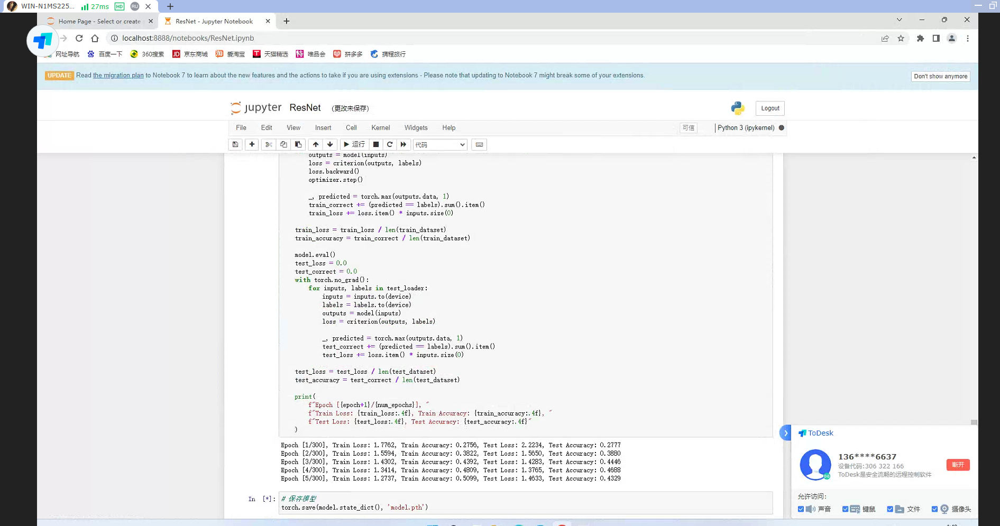 WIN-N1MS225... 27ms HD RU
Home Page - Select or create
ResNet - Jupyter Notebook
localhost:8888/notebooks/ResNet.ipynb
网址导航 百度一下 360搜索 JD 京东商城 淘 爱淘宝 T 天猫精选 特 唯品会 拼多多 携程旅行
UPDATE Read the migration plan to Notebook 7 to learn about the new features and the actions to take if you are using extensions - Please note that updating to Notebook 7 might break some of your extensions.
Don't show anymore
jupyter ResNet (更改未保存)
Logout
File Edit View Insert Cell Kernel Widgets Help
可信 Python 3 (ipykernel)
运行 代码
outputs = model(inputs)
loss = criterion(outputs, labels)
loss.backward()
optimizer.step()
_, predicted = torch.max(outputs.data, 1)
train_correct += (predicted == labels).sum().item()
train_loss += loss.item() * inputs.size(0)
train_loss = train_loss / len(train_dataset)
train_accuracy = train_correct / len(train_dataset)
model.eval()
test_loss = 0.0
test_correct = 0.0
with torch.no_grad():
for inputs, labels in test_loader:
inputs = inputs.to(device)
labels = labels.to(device)
outputs = model(inputs)
loss = criterion(outputs, labels)
_, predicted = torch.max(outputs.data, 1)
test_correct += (predicted == labels).sum().item()
test_loss += loss.item() * inputs.size(0)
test_loss = test_loss / len(test_dataset)
test_accuracy = test_correct / len(test_dataset)
print(
f"Epoch [{epoch+1}/{num_epochs}], "
f"Train Loss: {train_loss:.4f}, Train Accuracy: {train_accuracy:.4f}, "
f"Test Loss: {test_loss:.4f}, Test Accuracy: {test_accuracy:.4f}"
)
Epoch [1/300], Train Loss: 1.7762, Train Accuracy: 0.2756, Test Loss: 2.2234, Test Accuracy: 0.2777
Epoch [2/300], Train Loss: 1.5594, Train Accuracy: 0.3822, Test Loss: 1.5650, Test Accuracy: 0.3880
Epoch [3/300], Train Loss: 1.4302, Train Accuracy: 0.4392, Test Loss: 1.4283, Test Accuracy: 0.4446
Epoch [4/300], Train Loss: 1.3414, Train Accuracy: 0.4809, Test Loss: 1.3765, Test Accuracy: 0.4688
Epoch [5/300], Train Loss: 1.2737, Train Accuracy: 0.5099, Test Loss: 1.4633, Test Accuracy: 0.4329
In [*]: # 保存模型
torch.save(model.state_dict(), 'model.pth')
ToDesk
136****6637
设备代码:306 322 166
ToDesk是安全流畅的远程控制软件
断开
允许访问:
声音 键鼠 文件 摄像头